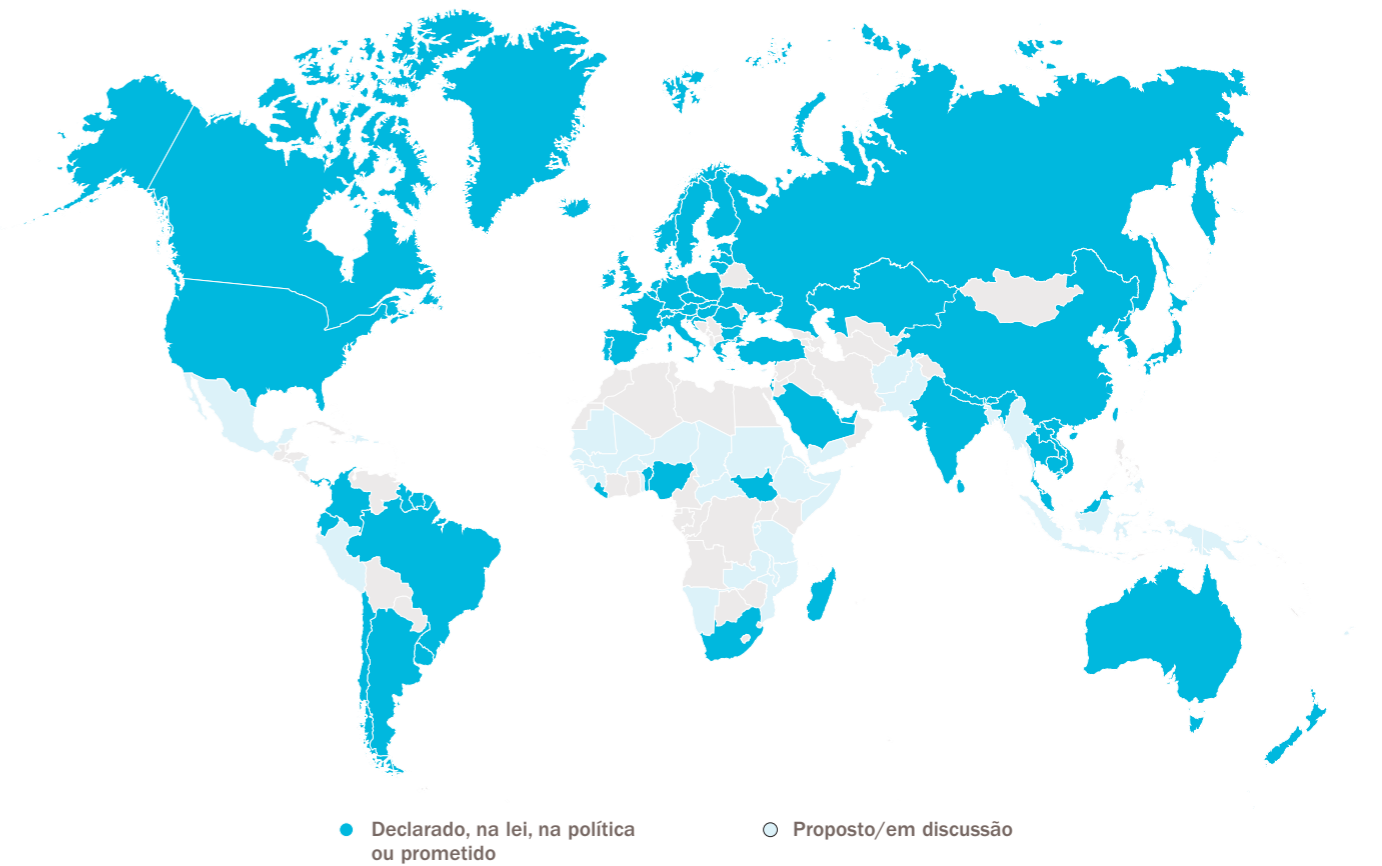 Declarado, na lei, na política
ou prometido
Proposto/em discussão